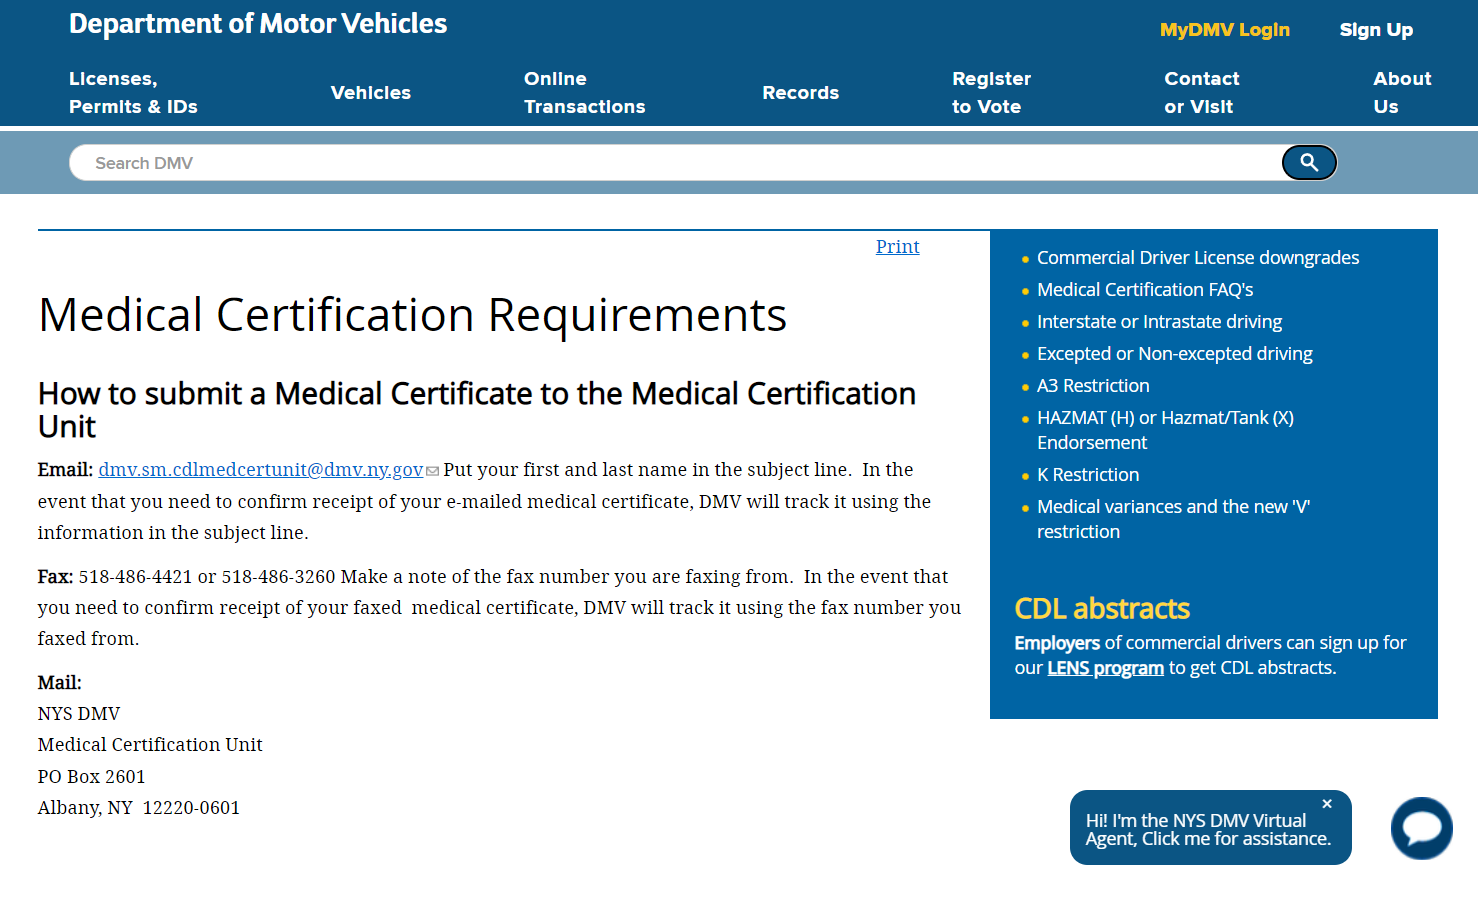 Department of Motor Vehicles
MyDMV Login
Sign Up
Licenses,
Permits & IDs
Vehicles
Online
Transactions
Records
Register
to Vote
Contact
or Visit
About
Us
Search DMV
Print
Medical Certification Requirements
How to submit a Medical Certificate to the Medical Certification
Unit
Email: dmv.sm.cdlmedcertunit@dmv.ny.gov Put your first and last name in the subject line.  In the
event that you need to confirm receipt of your e-mailed medical certificate, DMV will track it using the
information in the subject line.
Fax: 518-486-4421 or 518-486-3260 Make a note of the fax number you are faxing from.  In the event that
you need to confirm receipt of your faxed  medical certificate, DMV will track it using the fax number you
faxed from.
Mail:
NYS DMV
Medical Certification Unit
PO Box 2601
Albany, NY  12220-0601
Commercial Driver License downgrades
Medical Certification FAQ's
Interstate or Intrastate driving
Excepted or Non-excepted driving
A3 Restriction
HAZMAT (H) or Hazmat/Tank (X)
Endorsement
K Restriction
Medical variances and the new 'V'
restriction
CDL abstracts
Employers of commercial drivers can sign up for
our LENS program to get CDL abstracts.
Hi! I'm the NYS DMV Virtual
Agent, Click me for assistance.